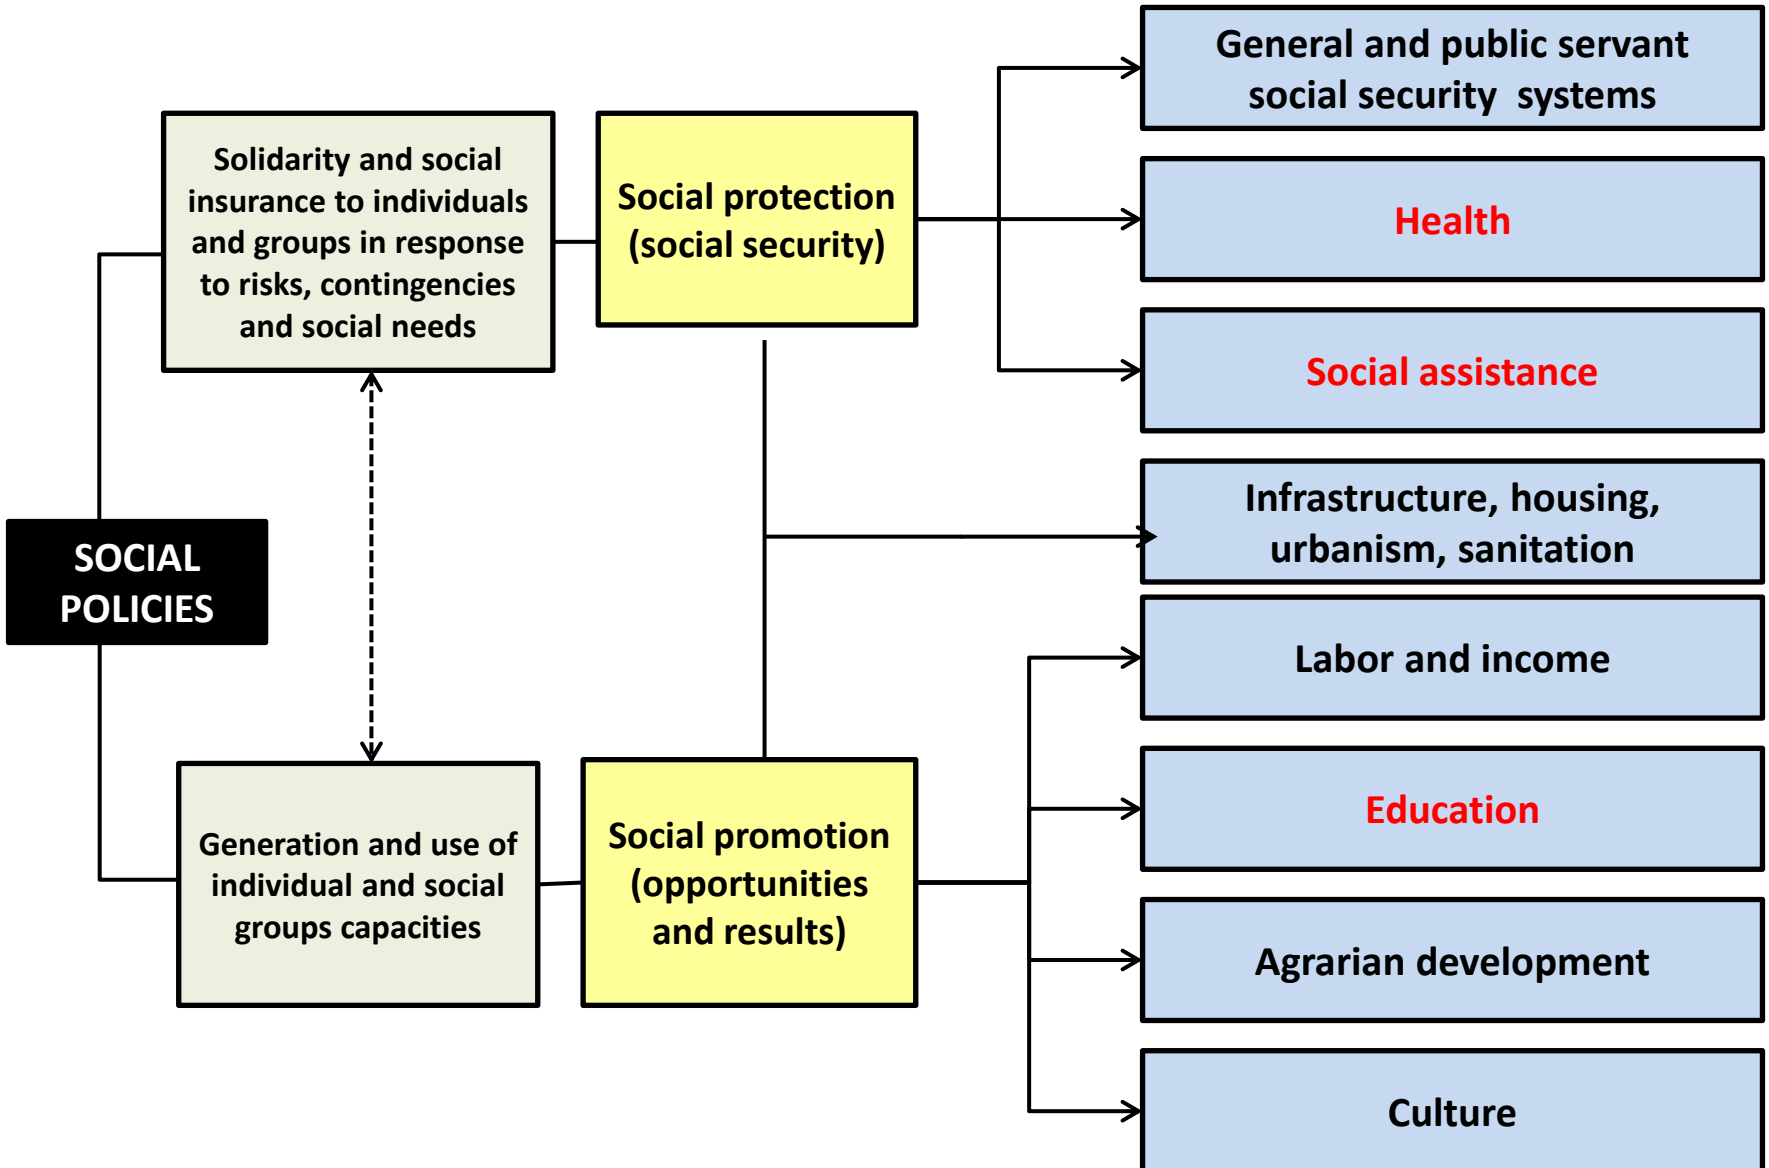 SOCIAL
POLICIES
Solidarity and social
insurance to individuals
and groups in response
to risks, contingencies
and social needs
Generation and use of
individual and social
groups capacities
Social protection
(social security)
Social promotion
(opportunities
and results)
General and public servant
social security  systems
Health
Social assistance
Infrastructure, housing,
urbanism, sanitation
Labor and income
Education
Agrarian development
Culture